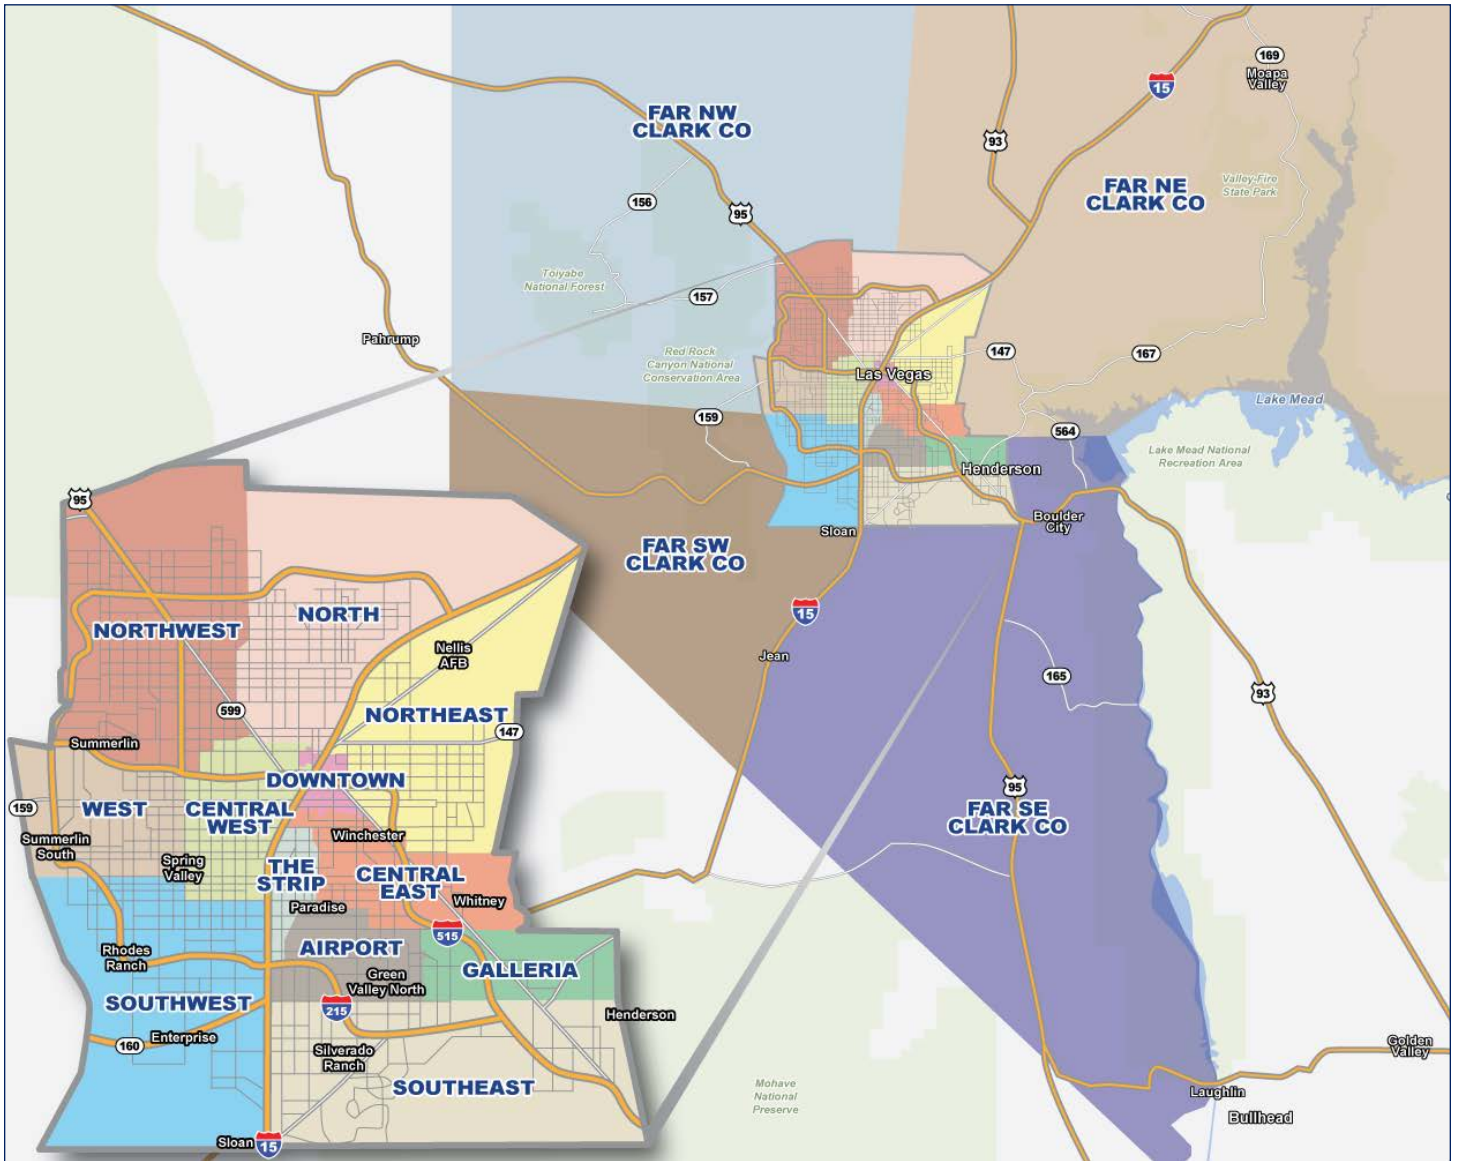 169
Moapa
Valley
15
FAR NW
CLARK CO
93
Valley-Fire
State Park
FAR NE
CLARK CO
156
95
Toiyabe
National Forest
157
Pahrump
Red Rock
Canyon National
Conservation Area
147
167
Las Vegas
Lake Mead
159
564
Lake Mead National
Recreation Area
Henderson
95
Boulder
City
Sloan
FAR SW
CLARK CO
15
NORTH
NORTHWEST
Nellis
AFB
Jean
165
93
599
NORTHEAST
147
Summerlin
DOWNTOWN
95
159
WEST
CENTRAL
WEST
FAR SE
CLARK CO
Winchester
Summerlin
South
Spring
Valley
THE
STRIP
CENTRAL
EAST
Whitney
Paradise
515
AIRPORT
Rhodes
Ranch
GALLERIA
Green
Valley North
SOUTHWEST
215
Henderson
160
Enterprise
Silverado
Ranch
Golden
Valley
SOUTHEAST
Mohave
National
Preserve
Laughlin
Bullhead
Sloan
15